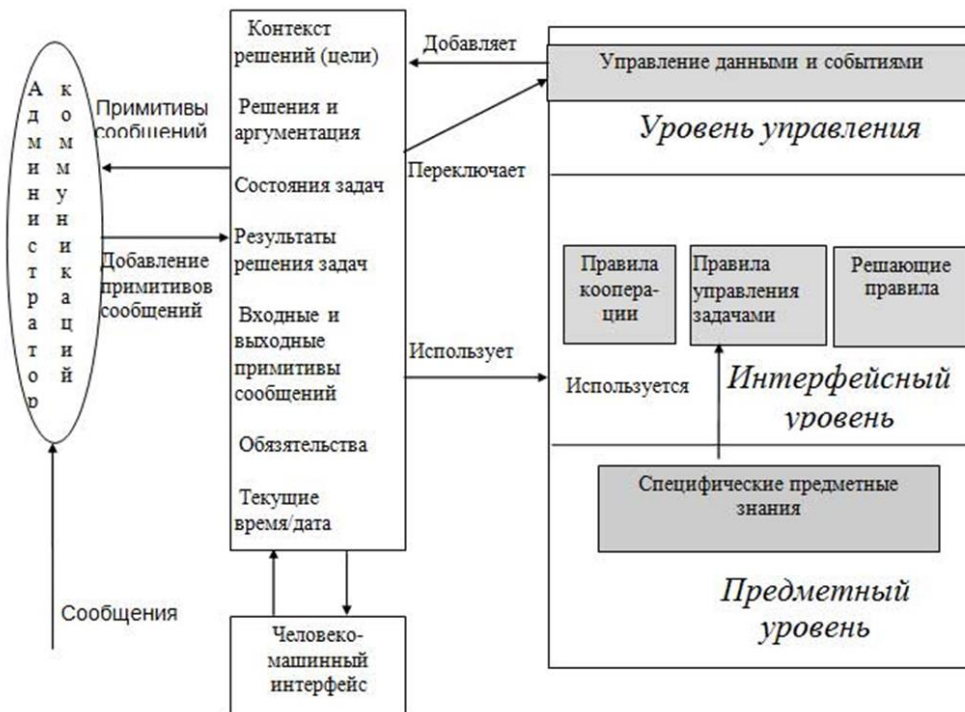 Администратор
коммуникаций
Примитивы
сообщений
Добавление
примитивов
сообщений
Сообщения
Контекст
решений (цели)
Решения и
аргументация
Состояния задач
Результаты
решения задач
Входные и
выходные
примитивы
сообщений
Обязятельства
Текущие
время/дата
Человеко-
машинный
интерфейс
Добавляет
Переключает
Использует
Управление данными и событиями
Уровень управления
Правила
коопера-
ции
Правила
управления
задачами
Решающие
правила
Используется
Интерфейсный
уровень
Специфические предметные
знания
Предметный
уровень